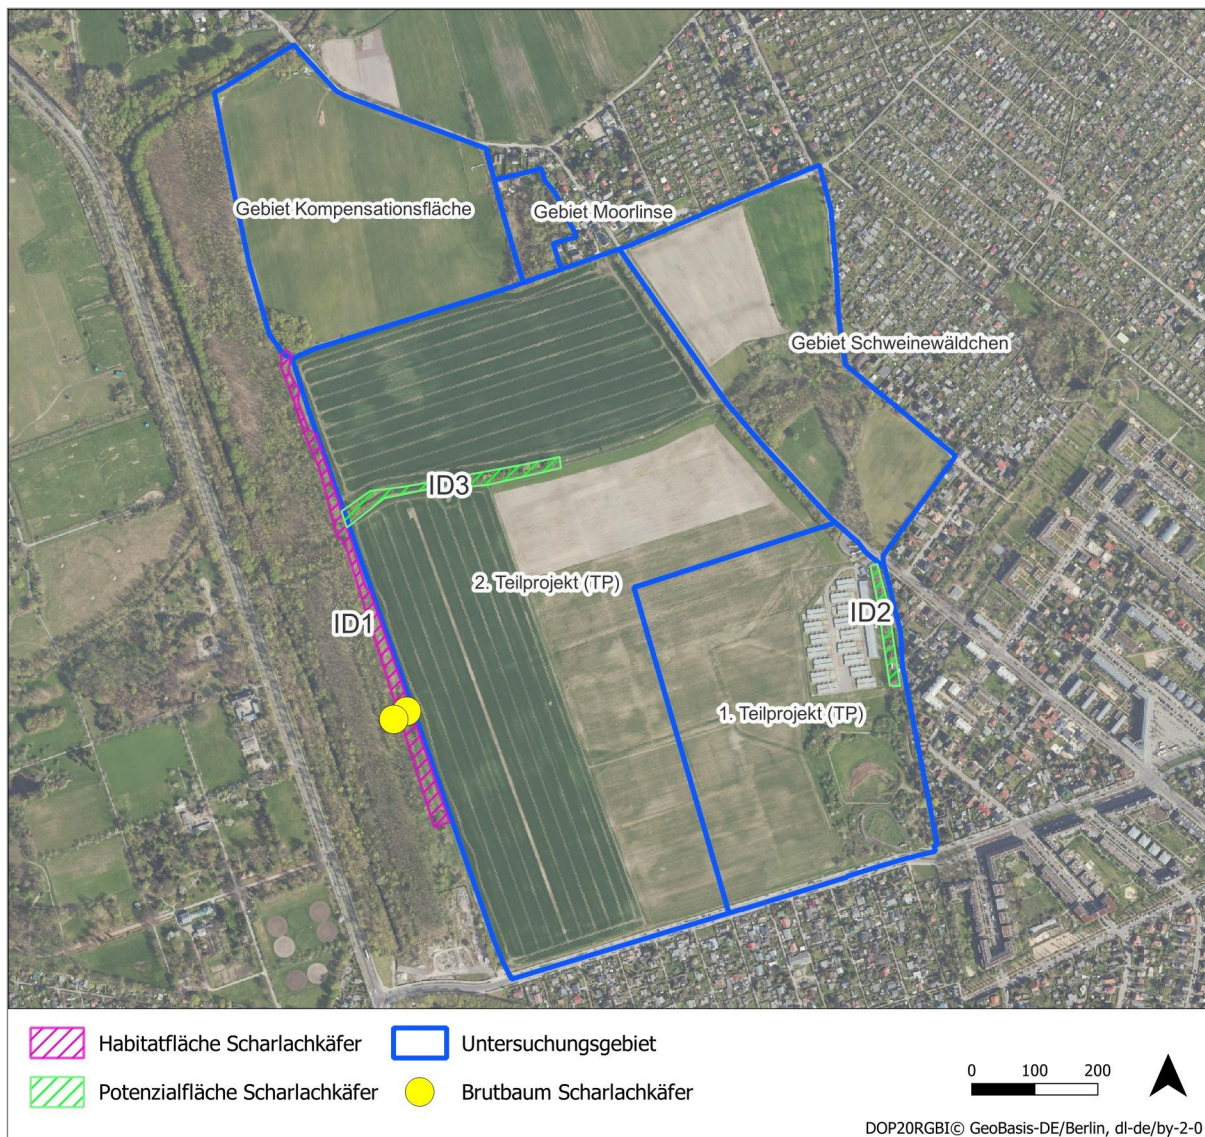 Gebiet Kompensationsfläche
Gebiet Moorlinse
Gebiet Schweinewäldchen
ID3
2. Teilprojekt (TP)
ID2
ID1
1. Teilprojekt (TP)
Habitatfläche Scharlachkäfer
Untersuchungsgebiet
Potenzialfläche Scharlachkäfer
Brutbaum Scharlachkäfer
0 100 200
DOP20RGBI© GeoBasis-DE/Berlin, dl-de/by-2-0